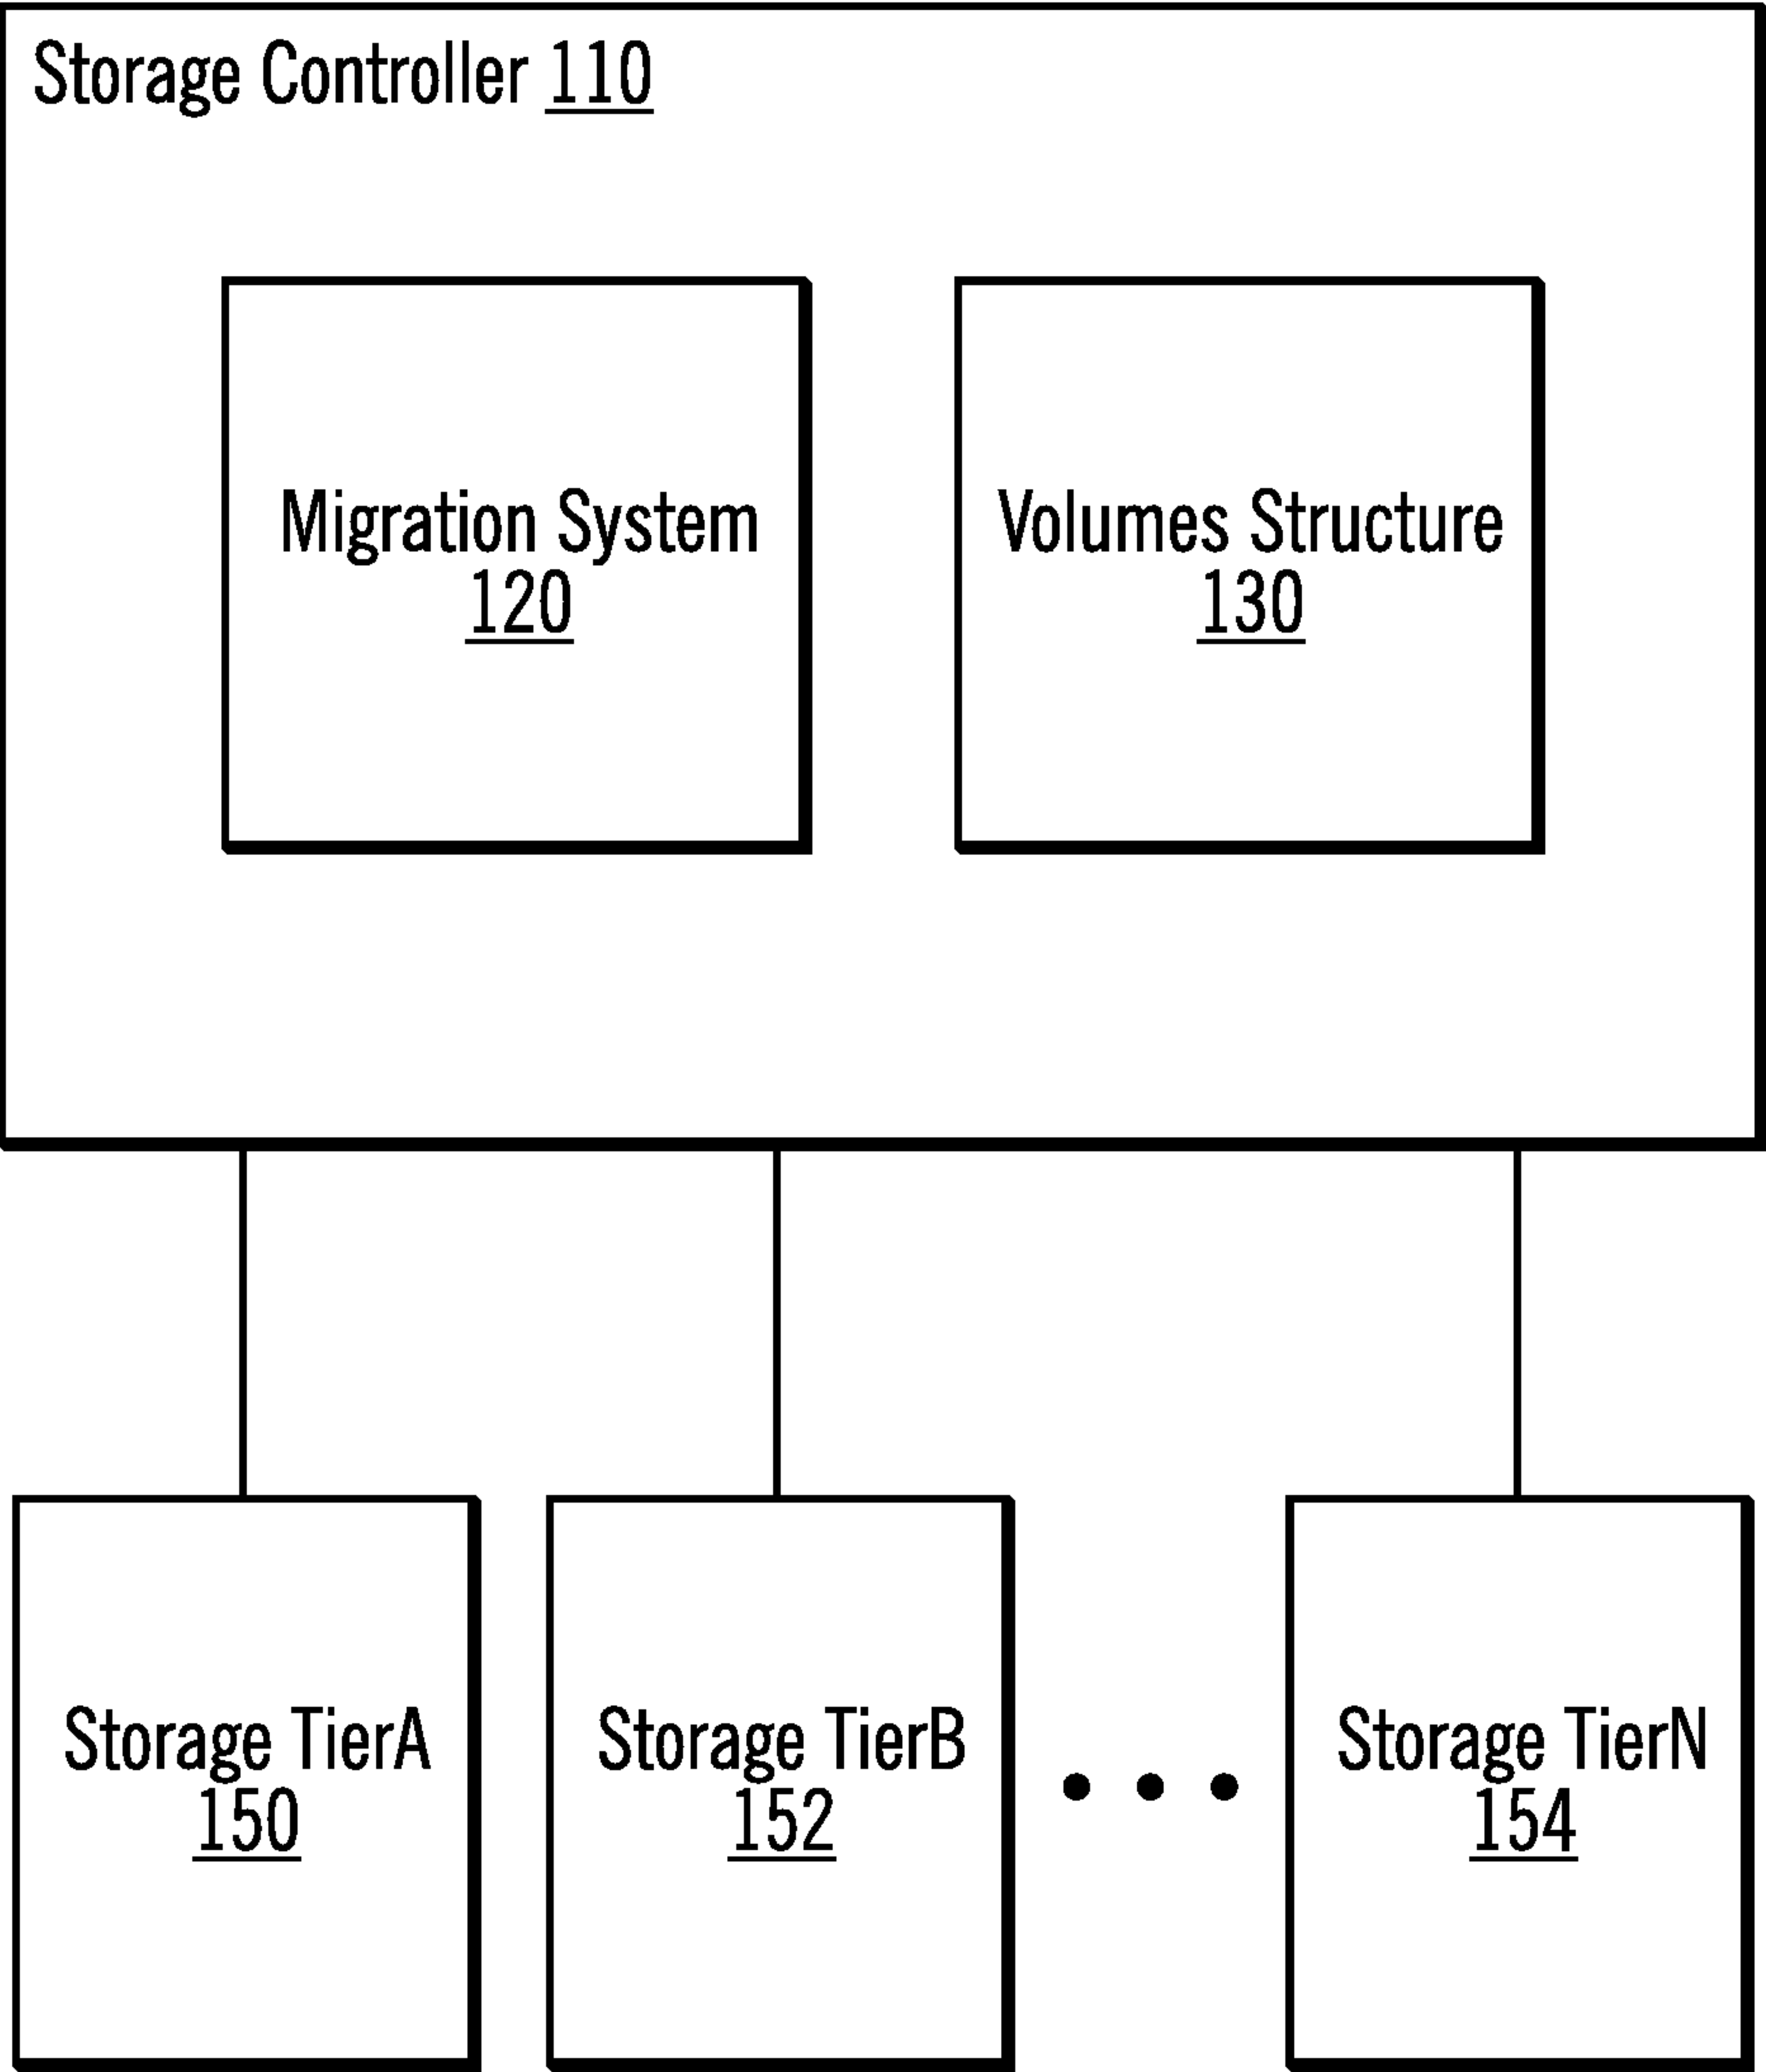 Storage Controller 110
Migration System
120
Volumes Structure
130
Storage TierA
150
Storage TierB
152
Storage TierN
154